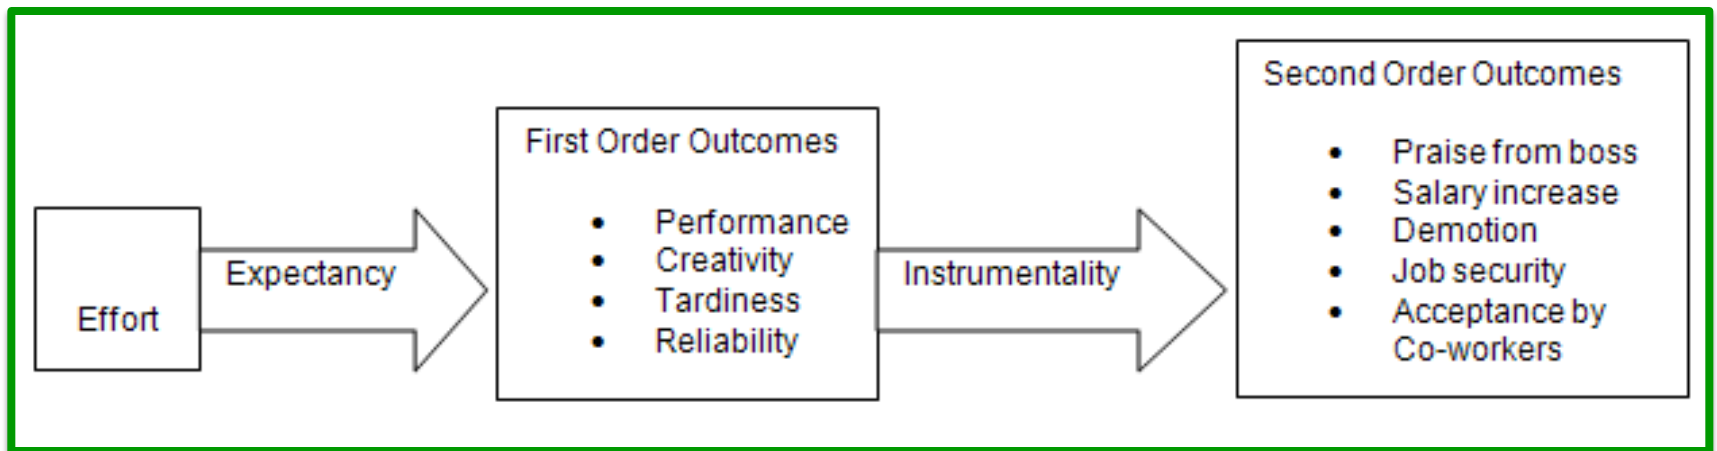 Effort
Expectancy
First Order Outcomes
• Performance
• Creativity
• Tardiness
• Reliability
Instrumentality
Second Order Outcomes
• Praise from boss
• Salary increase
• Demotion
• Job security
• Acceptance by
Co-workers